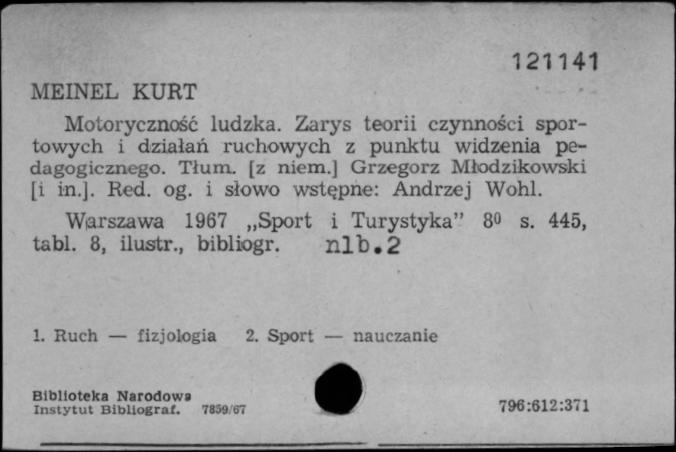 121141
MEINEL KURT
Motoryczność ludzka. Zarys teorii czynności spor-
towych i działań ruchowych z punktu widzenia pe-
dagogicznego. Tłum. [z niem.] Grzegorz Młodzikowski
[i in.]. Red. og. i słowo wstępne: Andrzej Wohl.
Warszawa 1967 „Sport i Turystyka" 8⁰ s. 445,
tabl. 8, ilustr., bibliogr. nlb.2
1. Ruch — fizjologia 2. Sport — nauczanie
Biblioteka Narodowa
Instytut Bibliograf. 7859/67
796:612:371